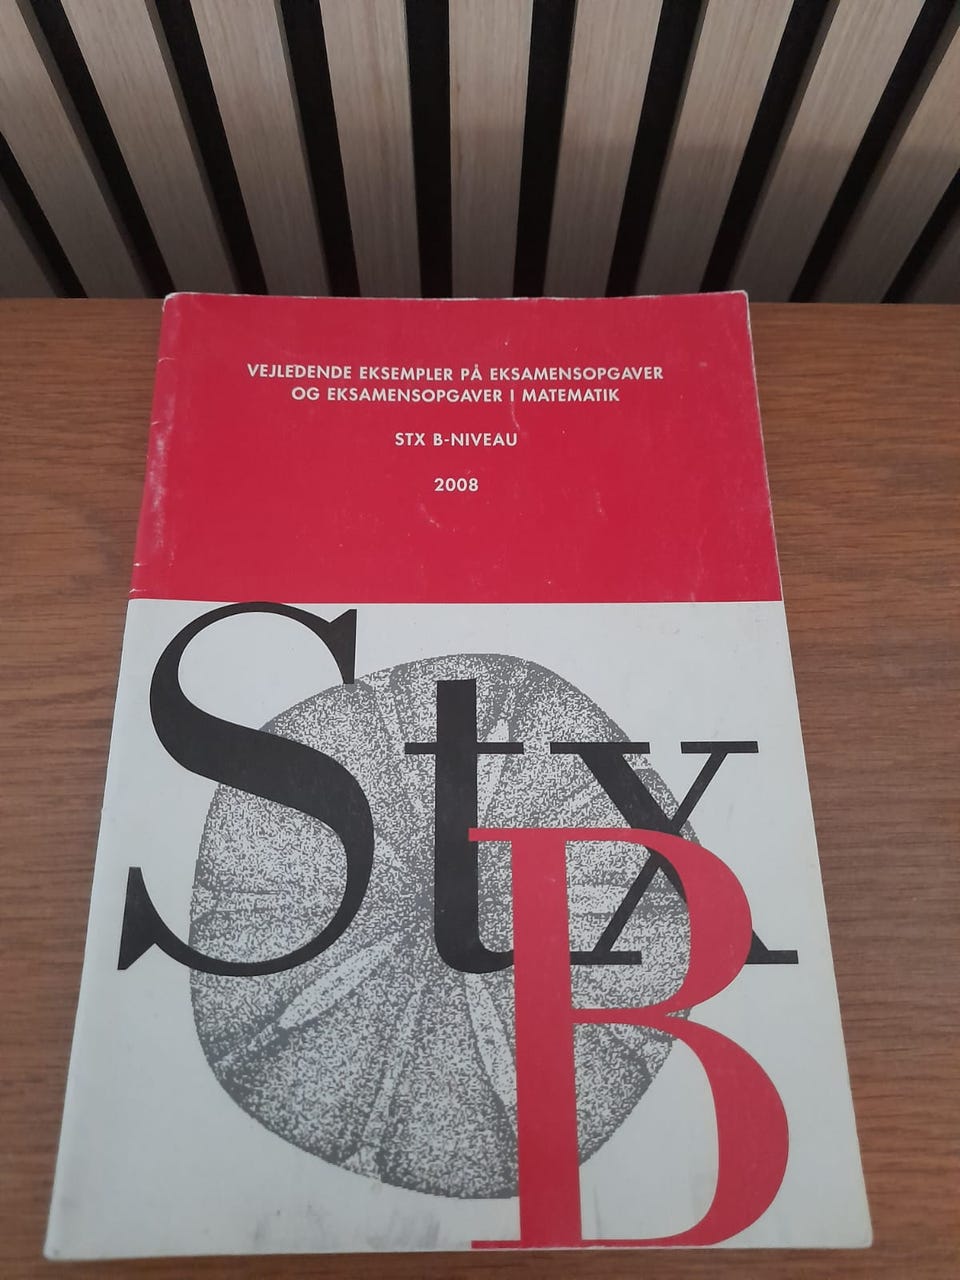 VEJLEDENDE EKSEMPLER PÅ EKSAMENSOPGAVER
OG EKSAMENSOPGAVER I MATEMATIK
STX B-NIVEAU
2008
Stx
B